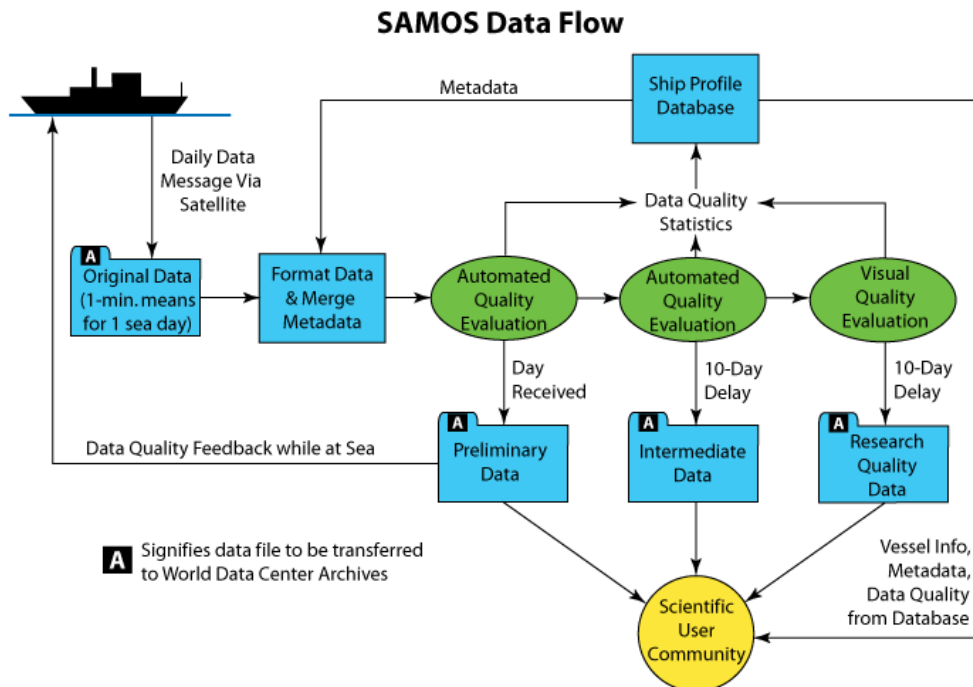 SAMOS Data Flow
Metadata
Ship Profile
Database
Daily Data
Message Via
Satellite
Data Quality
Statistics
A
Original Data
(1-min. means
for 1 sea day)
Format Data
& Merge
Metadata
Automated
Quality
Evaluation
Automated
Quality
Evaluation
Visual
Quality
Evaluation
Day
Received
10-Day
Delay
10-Day
Delay
Data Quality Feedback while at Sea
A
Preliminary
Data
A
Intermediate
Data
A
Research
Quality
Data
A Signifies data file to be transferred
to World Data Center Archives
Scientific
User
Community
Vessel Info,
Metadata,
Data Quality
from Database